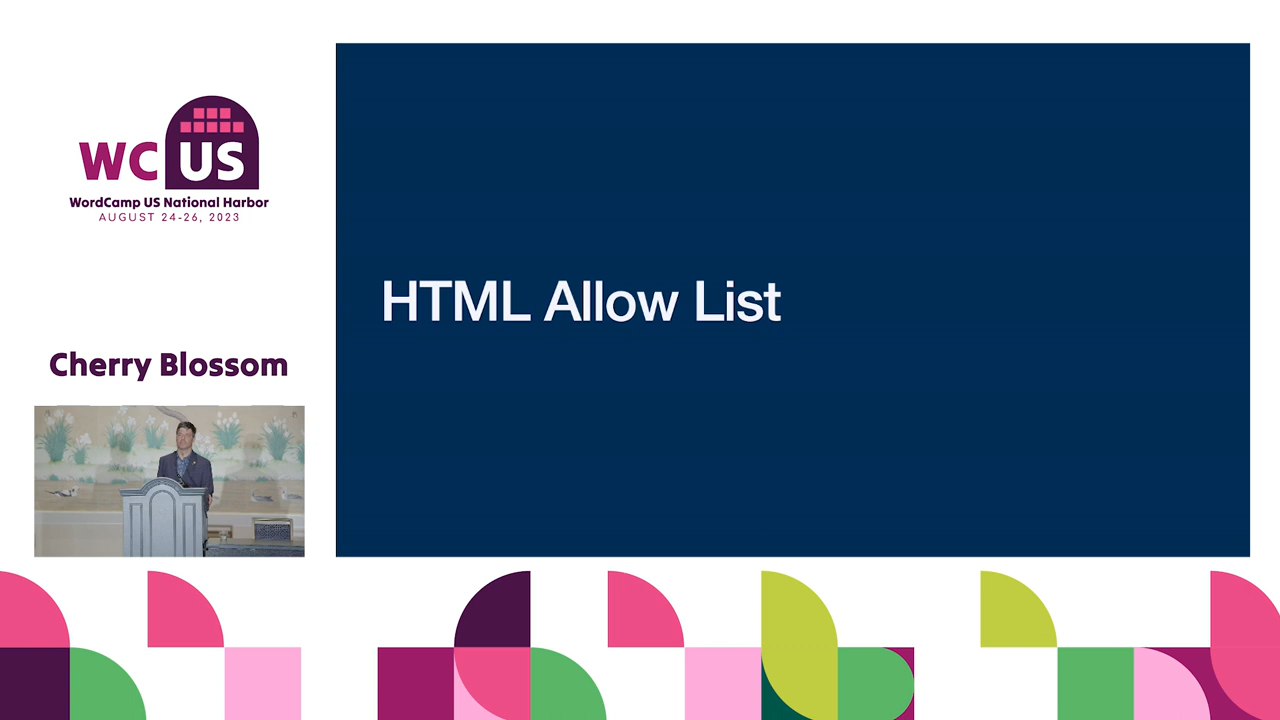 WC US
WordCamp US National Harbor
AUGUST 24-26, 2023
HTML Allow List
Cherry Blossom